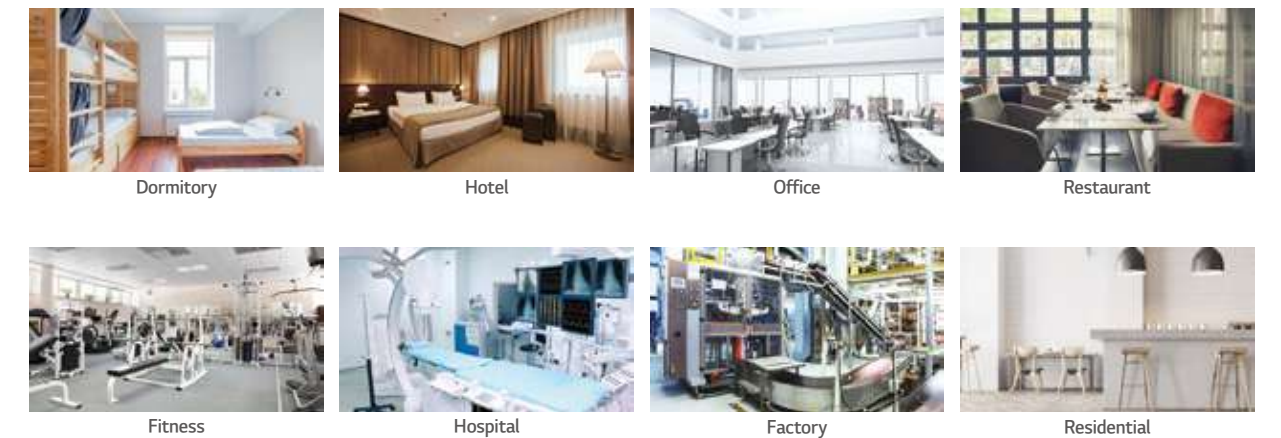 Dormitory
Hotel
Office
Restaurant
Fitness
Hospital
Factory
Residential